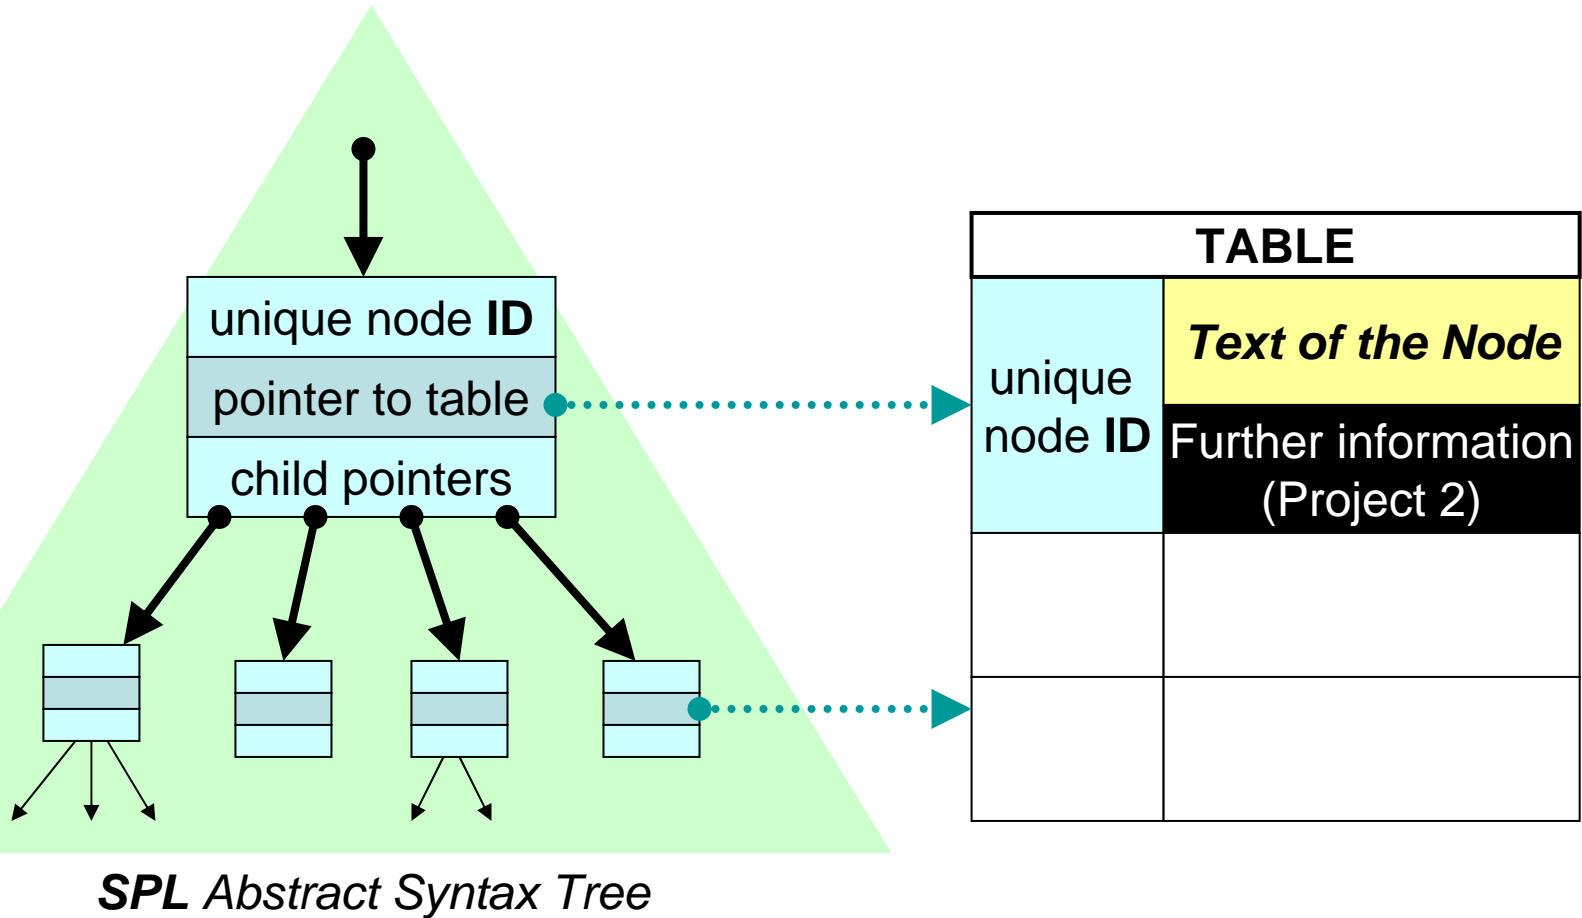 unique node ID
pointer to table
child pointers
SPL Abstract Syntax Tree
TABLE
unique
node ID
Text of the Node
Further information
(Project 2)